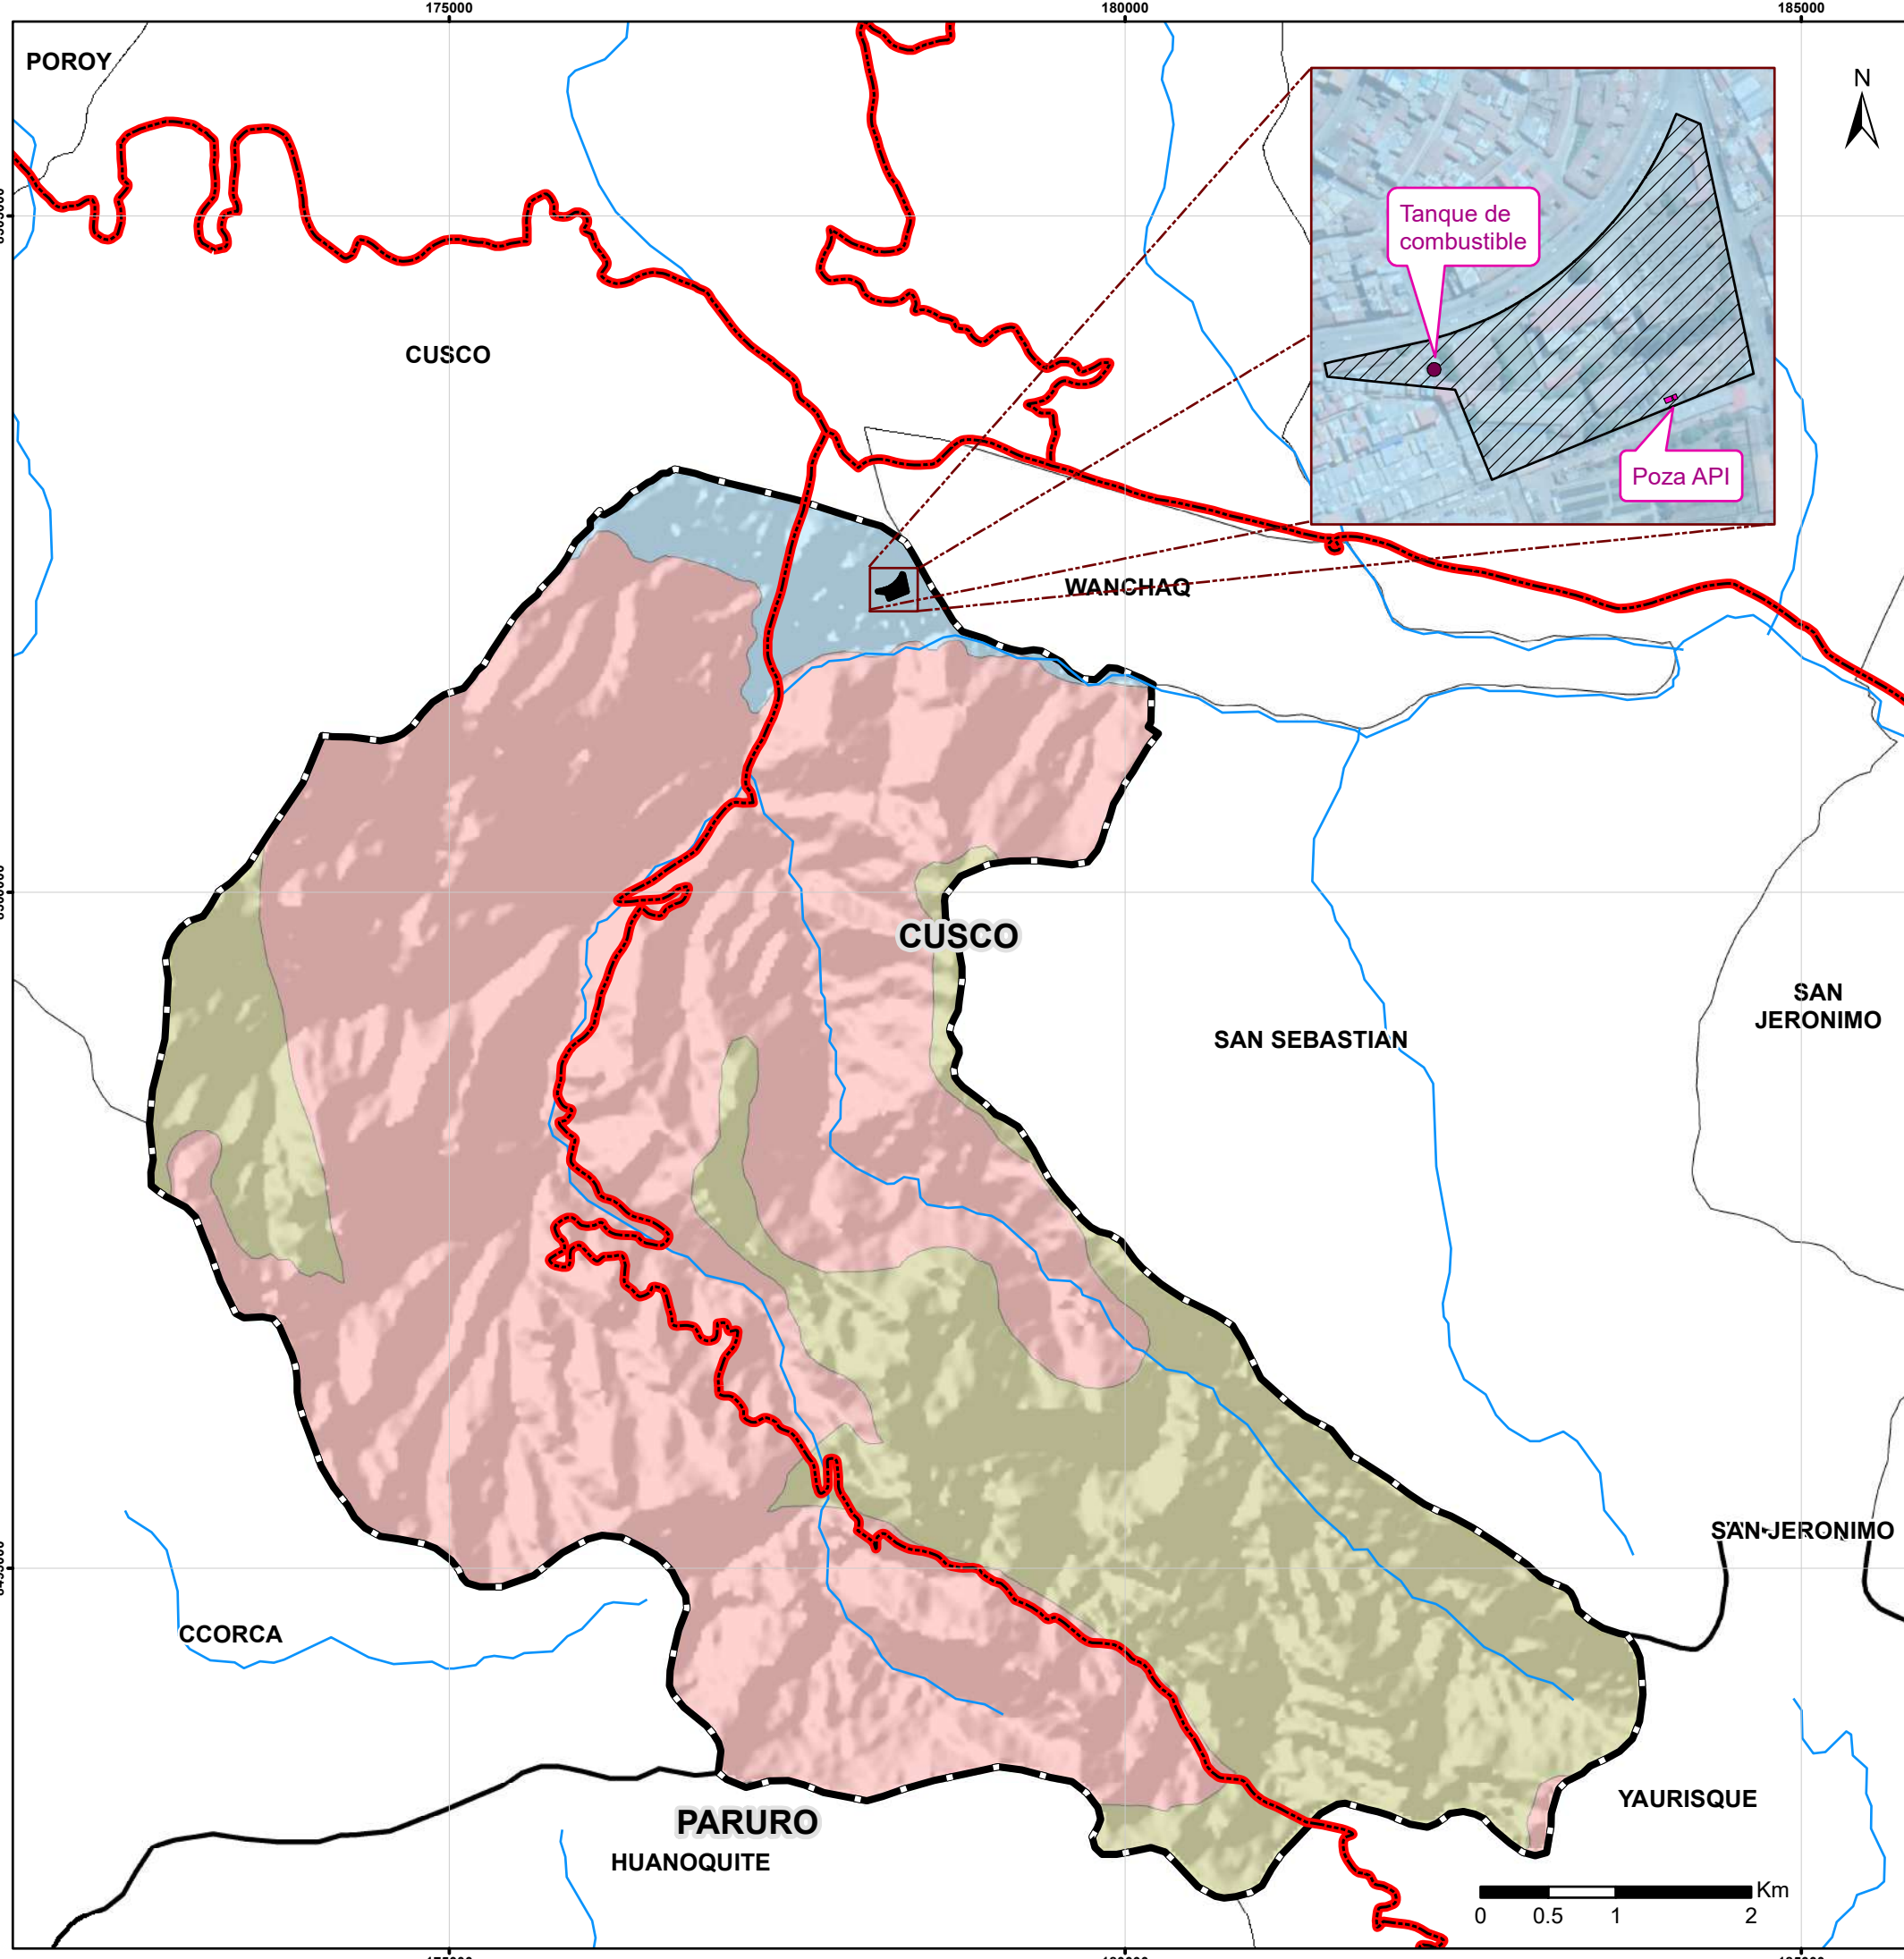 175000
180000
185000
POROY
N
Tanque de
combustible
CUSCO
Poza API
WANCHAQ
CUSCO
SAN
JERONIMO
SAN SEBASTIAN
SAN JERONIMO
CCORCA
YAURISQUE
PARURO
HUANOQUITE
Km
0 0.5 1 2